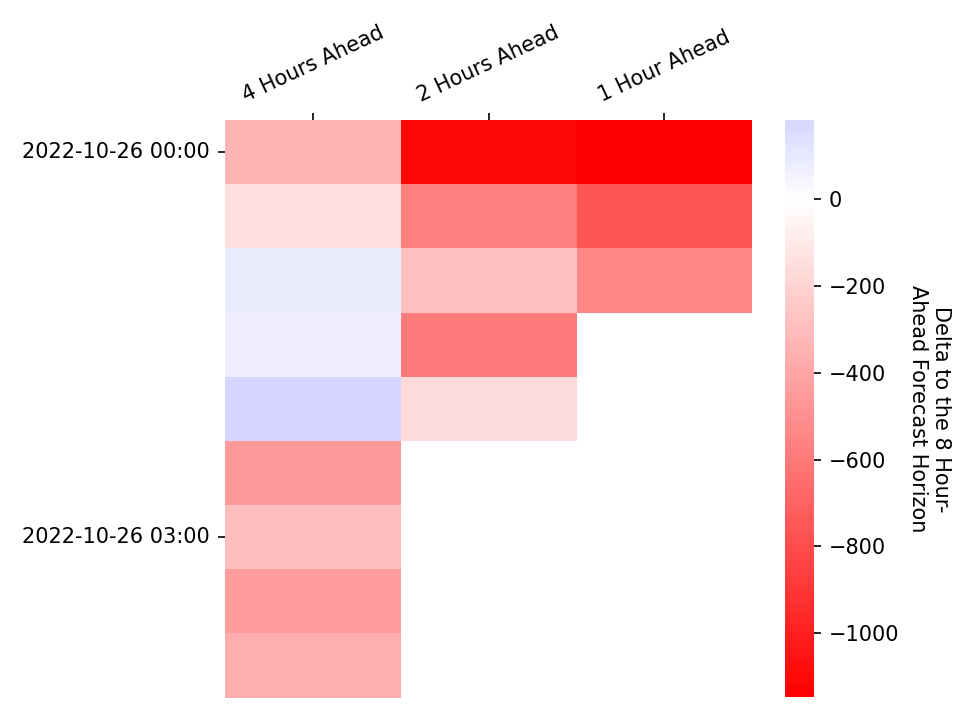 4 Hours Ahead
2 Hours Ahead
1 Hour Ahead
2022-10-26 00:00
2022-10-26 03:00
0
−200
−400
−600
−800
−1000
Delta to the 8 Hour-
Ahead Forecast Horizon